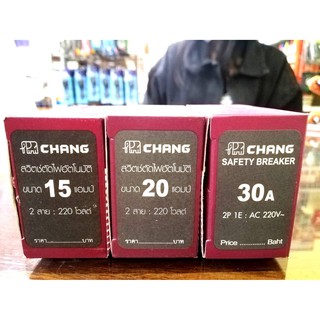 CHANG
สวิตช์ตัดไฟอัตโนมัติ
ขนาด 15 แอมป์
2 สาย : 220 โวลต์
ราคา...............บาท
CHANG
สวิตช์ตัดไฟอัตโนมัติ
ขนาด 20 แอมป์
2 สาย : 220 โวลต์
ราคา...............บาท
CHANG
SAFETY BREAKER
30A
2P 1E : AC 220V~
Price ............ Baht